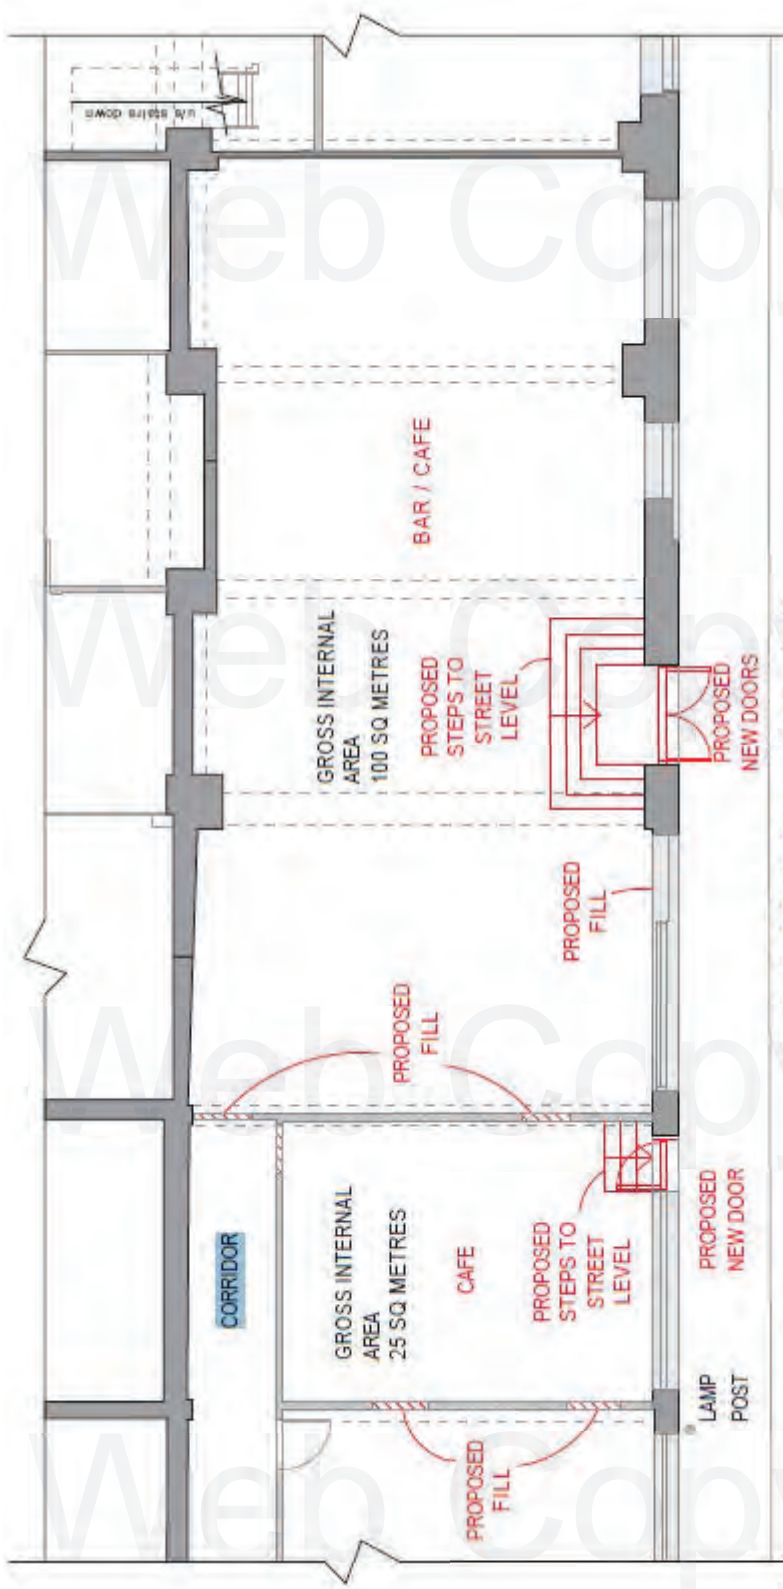 u/s stairs down
BAR / CAFE
GROSS INTERNAL
AREA
100 SQ METRES
PROPOSED
STEPS TO
STREET
LEVEL
PROPOSED
NEW DOORS
PROPOSED
FILL
PROPOSED
FILL
CORRIDOR
GROSS INTERNAL
AREA
25 SQ METRES
CAFE
PROPOSED
STEPS TO
STREET
LEVEL
PROPOSED
NEW DOOR
LAMP
POST
PROPOSED
FILL
Web Copy
Web Copy
Web Copy
Web Copy